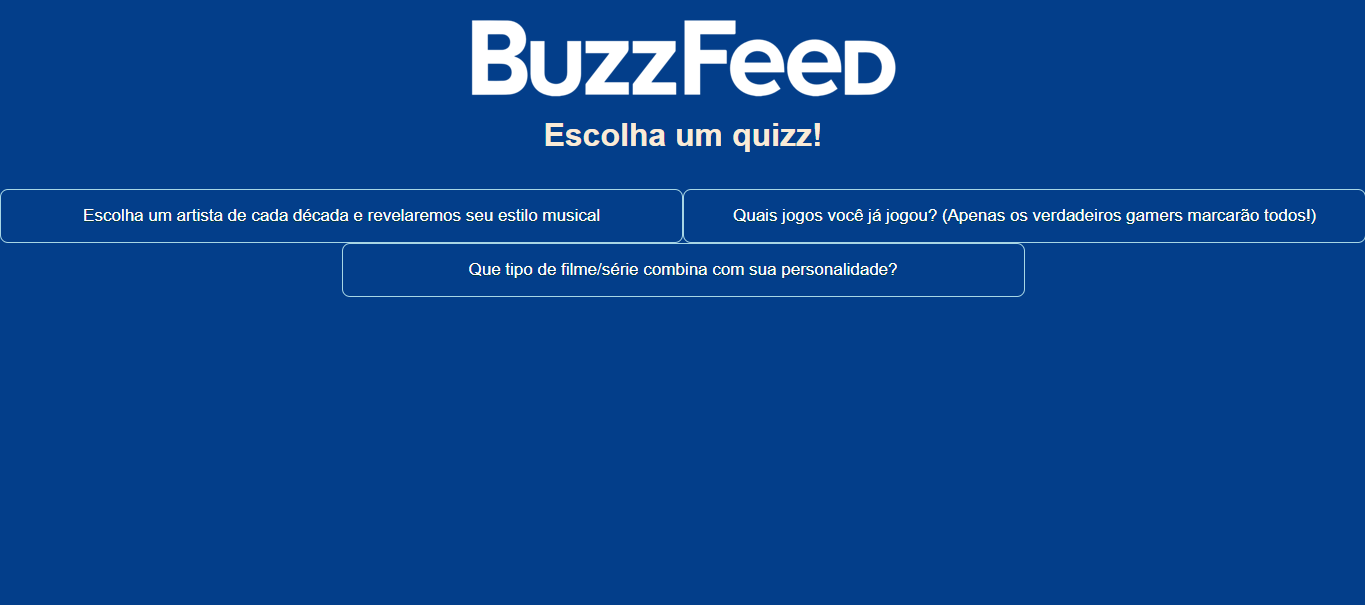 BuzzFeed
Escolha um quizz!
Escolha um artista de cada década e revelaremos seu estilo musical
Quais jogos você já jogou? (Apenas os verdadeiros gamers marcarão todos!)
Que tipo de filme/série combina com sua personalidade?